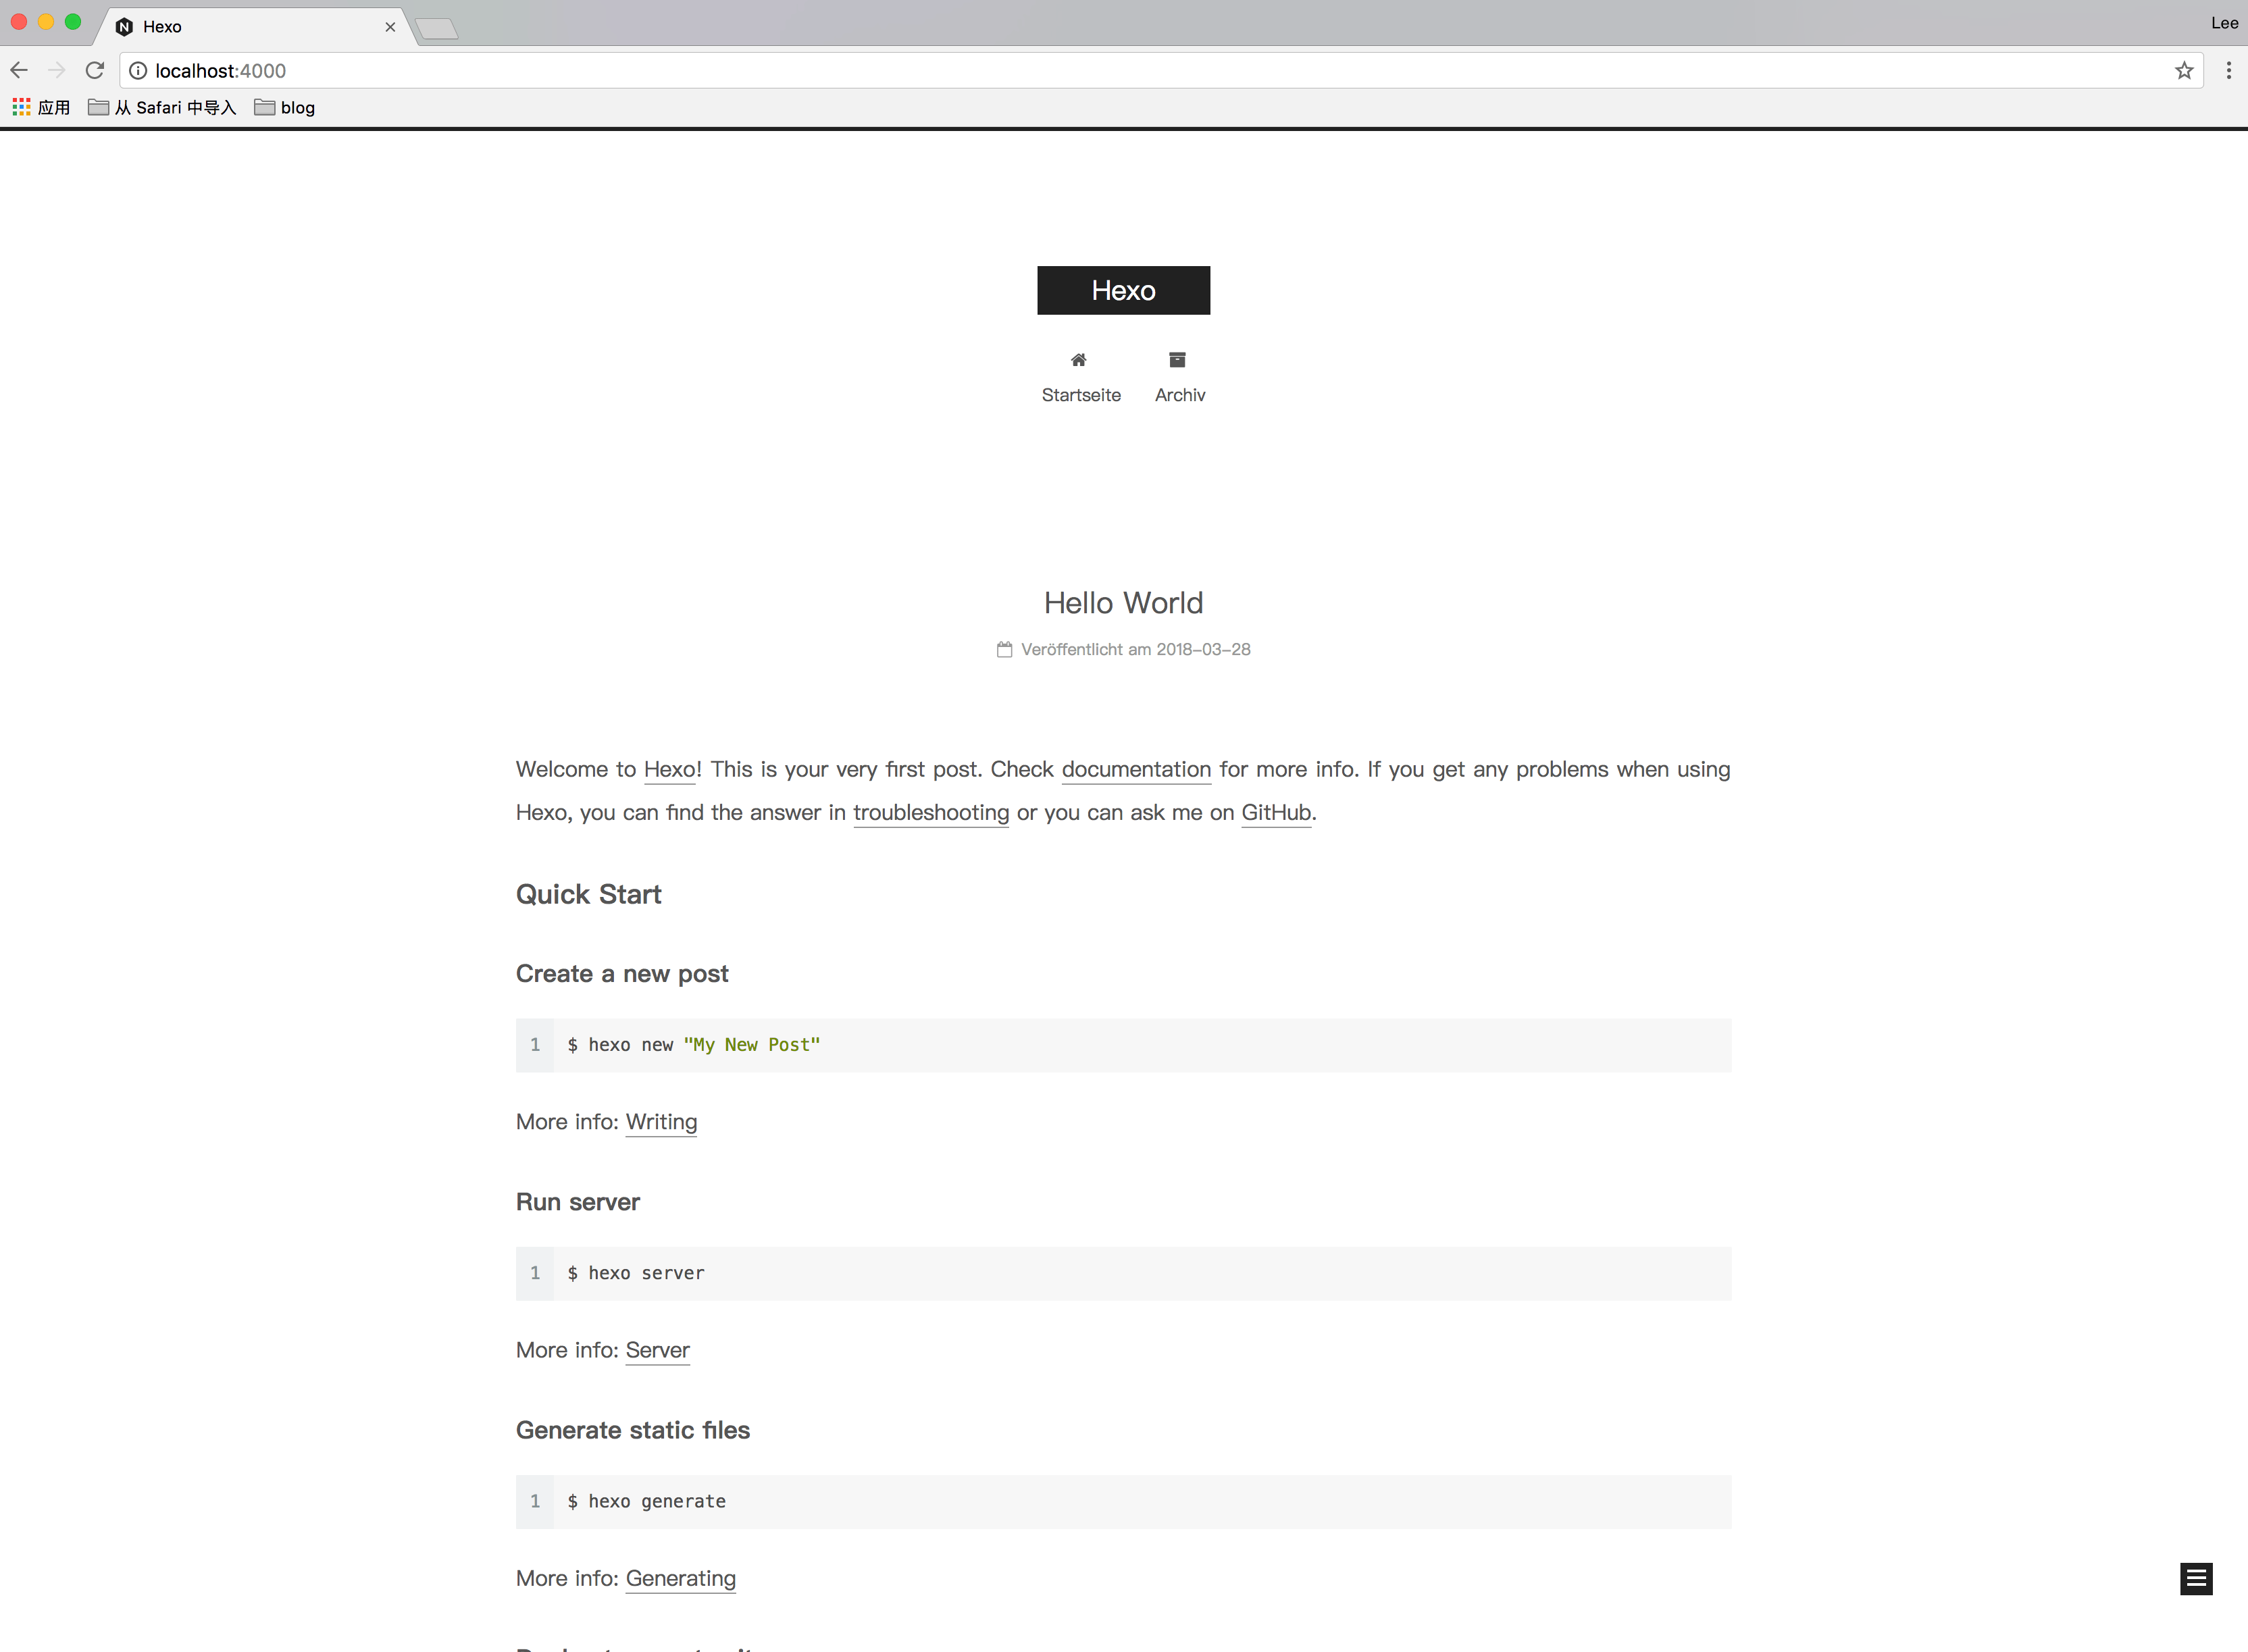 Hexo
Lee
localhost:4000
应用 从 Safari 中导入 blog
Hexo
Startseite Archiv
Hello World
Veröffentlicht am 2018-03-28
Welcome to Hexo! This is your very first post. Check documentation for more info. If you get any problems when using
Hexo, you can find the answer in troubleshooting or you can ask me on GitHub.
Quick Start
Create a new post
1 $ hexo new "My New Post"
More info: Writing
Run server
1 $ hexo server
More info: Server
Generate static files
1 $ hexo generate
More info: Generating